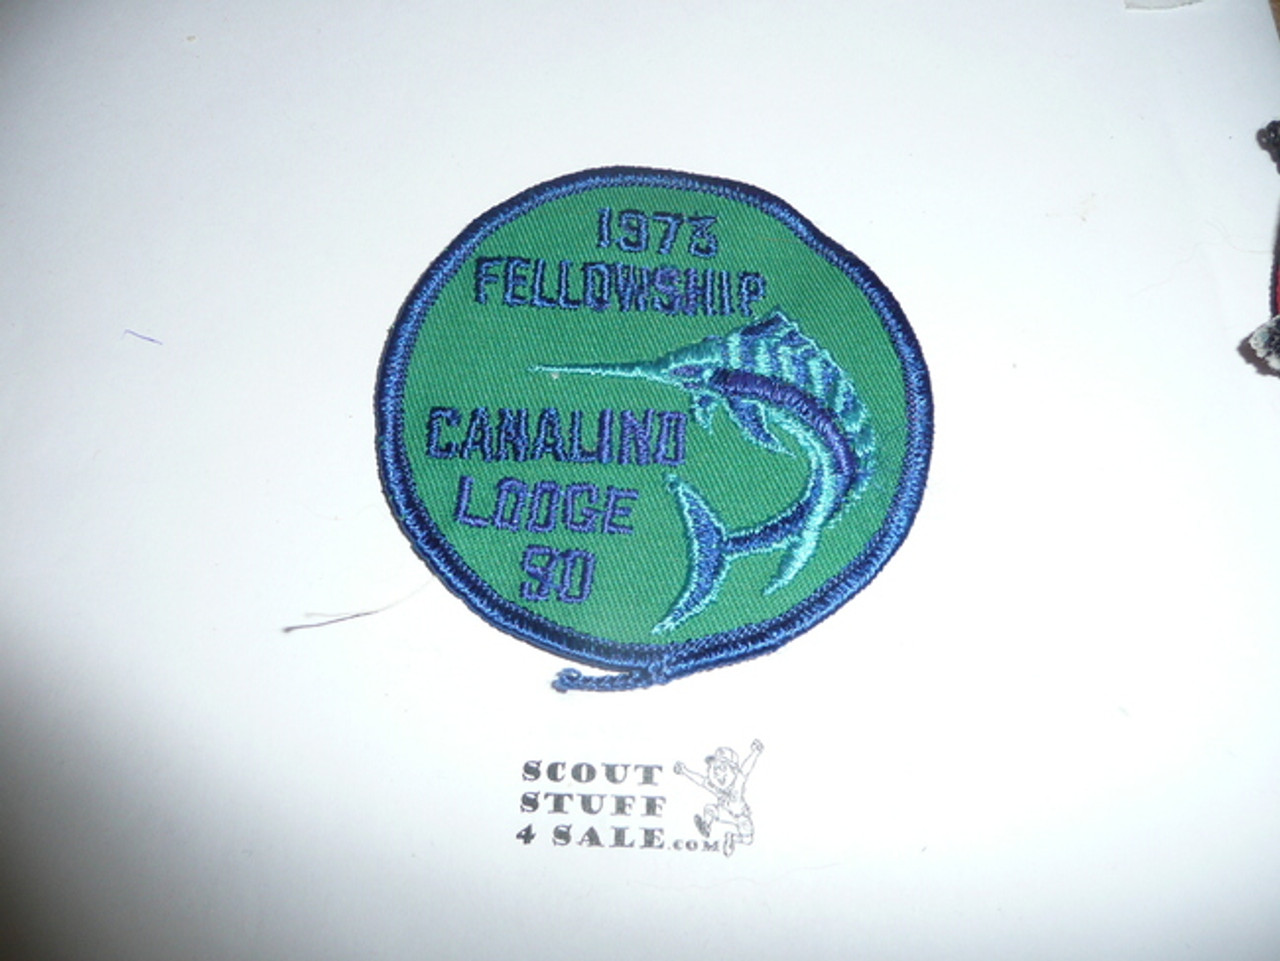 1973
FELLOWSHIP
CANALINO
LODGE
90
SCOUT
STUFF
4 SALE.COM